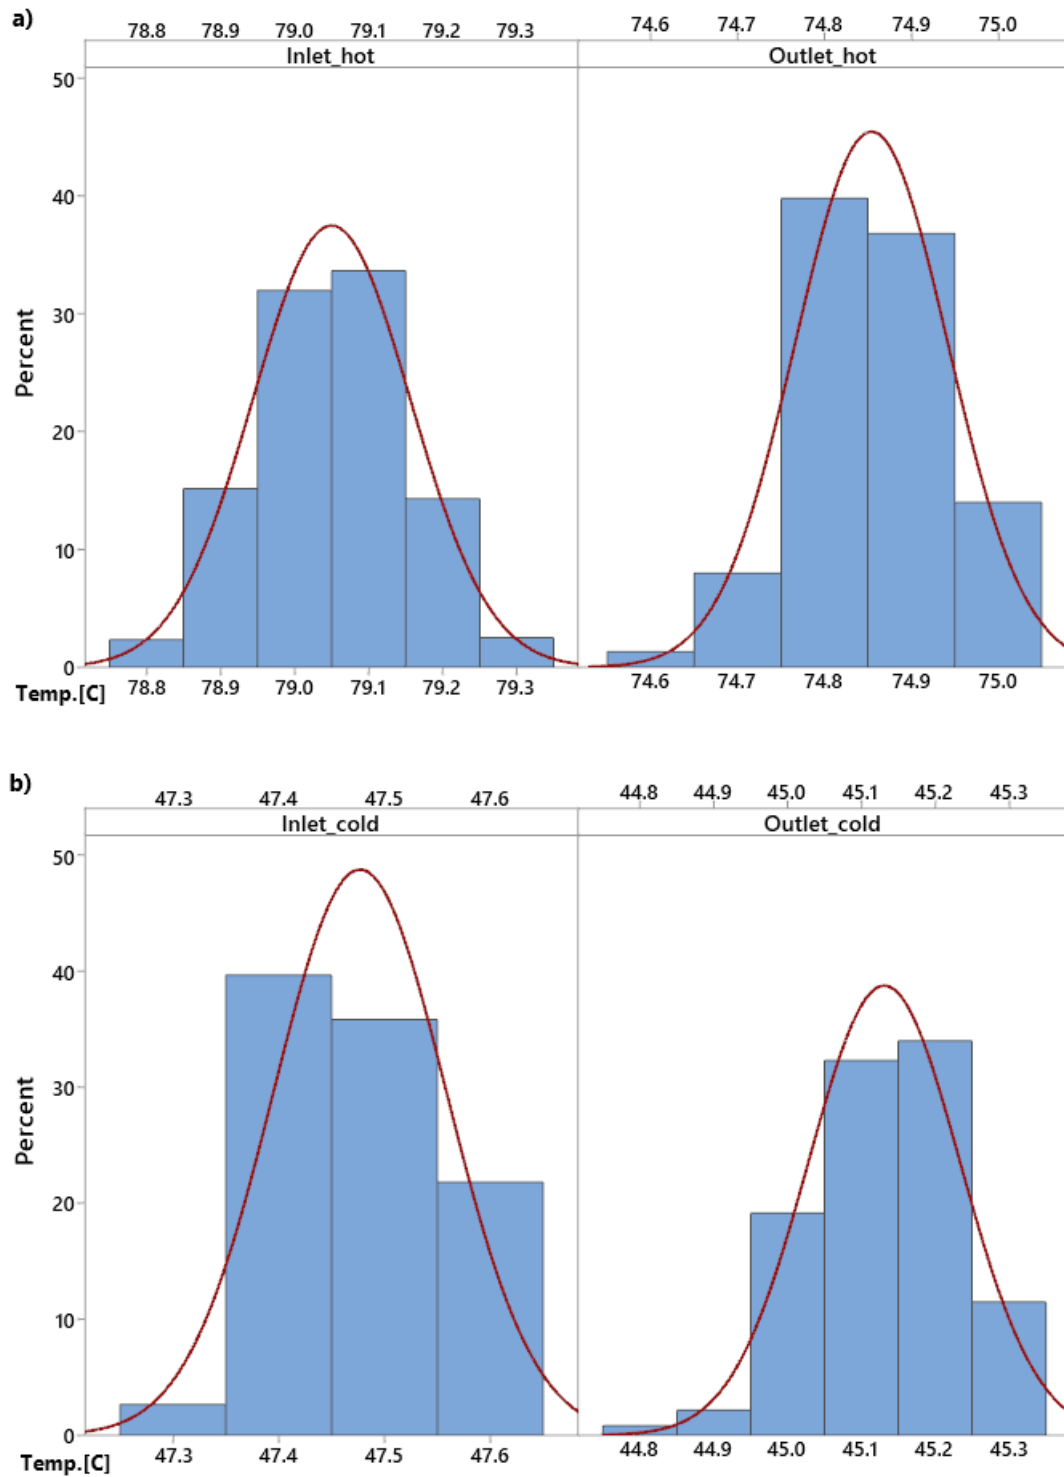 a)
78.8 78.9 79.0 79.1 79.2 79.3 74.6 74.7 74.8 74.9 75.0
Inlet_hot Outlet_hot
50
40
30
20
10
0
Percent
78.8 78.9 79.0 79.1 79.2 79.3 74.6 74.7 74.8 74.9 75.0
Temp.[C]
b)
47.3 47.4 47.5 47.6 44.8 44.9 45.0 45.1 45.2 45.3
Inlet_cold Outlet_cold
50
40
30
20
10
0
Percent
47.3 47.4 47.5 47.6 44.8 44.9 45.0 45.1 45.2 45.3
Temp.[C]